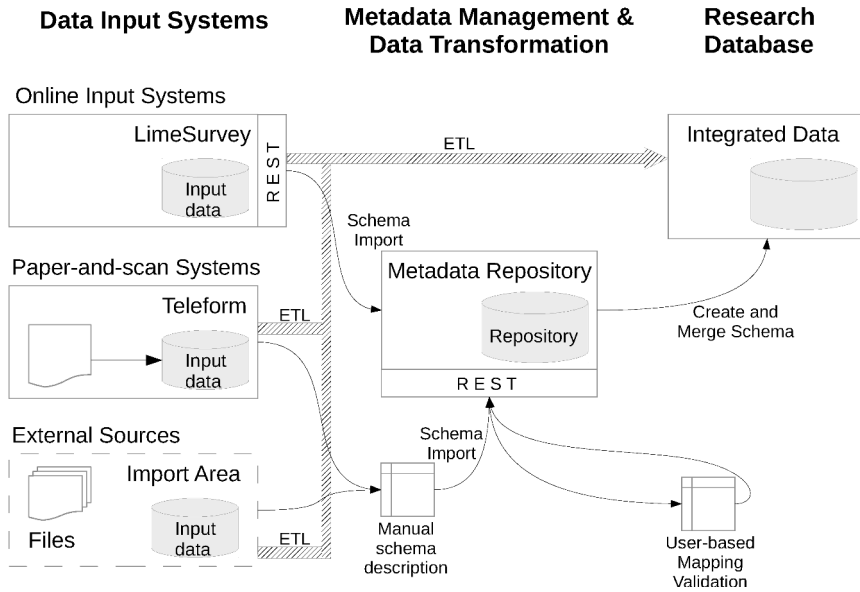 Data Input Systems
Metadata Management &
Data Transformation
Research
Database
Online Input Systems
LimeSurvey
Input
data
REST
ETL
Integrated Data
Schema
Import
Paper-and-scan Systems
Teleform
Input
data
ETL
Metadata Repository
Repository
REST
Create and
Merge Schema
External Sources
Import Area
Files
Input
data
ETL
Schema
Import
Manual
schema
description
User-based
Mapping
Validation